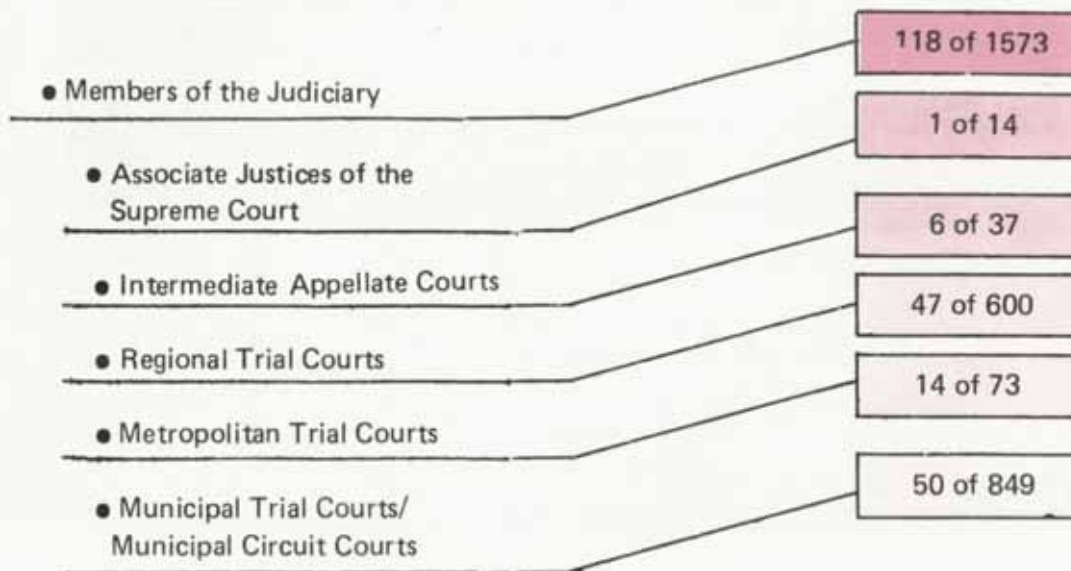 • Members of the Judiciary
118 of 1573
• Associate Justices of the
Supreme Court
1 of 14
• Intermediate Appellate Courts
6 of 37
• Regional Trial Courts
47 of 600
• Metropolitan Trial Courts
14 of 73
• Municipal Trial Courts/
Municipal Circuit Courts
50 of 849